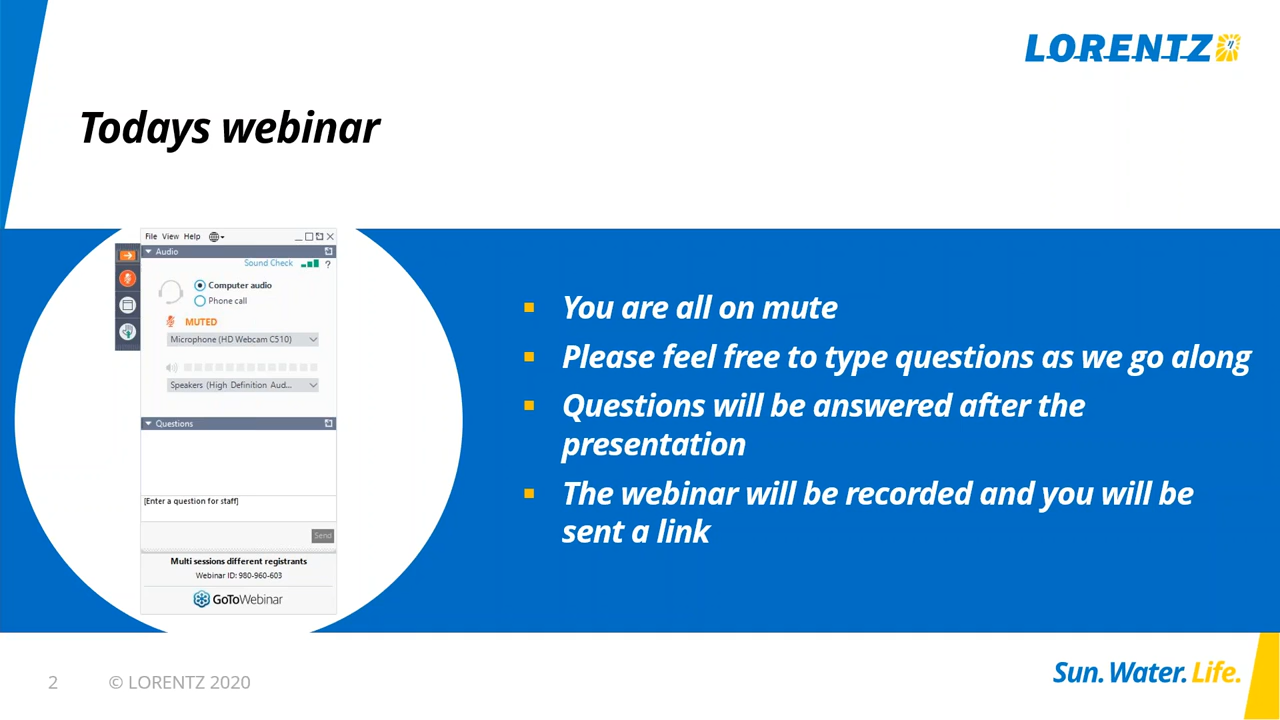 LORENTZ
Todays webinar
File View Help
Audio
Sound Check
?
Computer audio
Phone call
MUTED
Microphone (HD Webcam C510)
Speakers (High Definition Aud...
Questions
[Enter a question for staff]
Send
Multi sessions different registrants
Webinar ID: 980-960-603
GoToWebinar
You are all on mute
Please feel free to type questions as we go along
Questions will be answered after the
presentation
The webinar will be recorded and you will be
sent a link
2
© LORENTZ 2020
Sun. Water. Life.